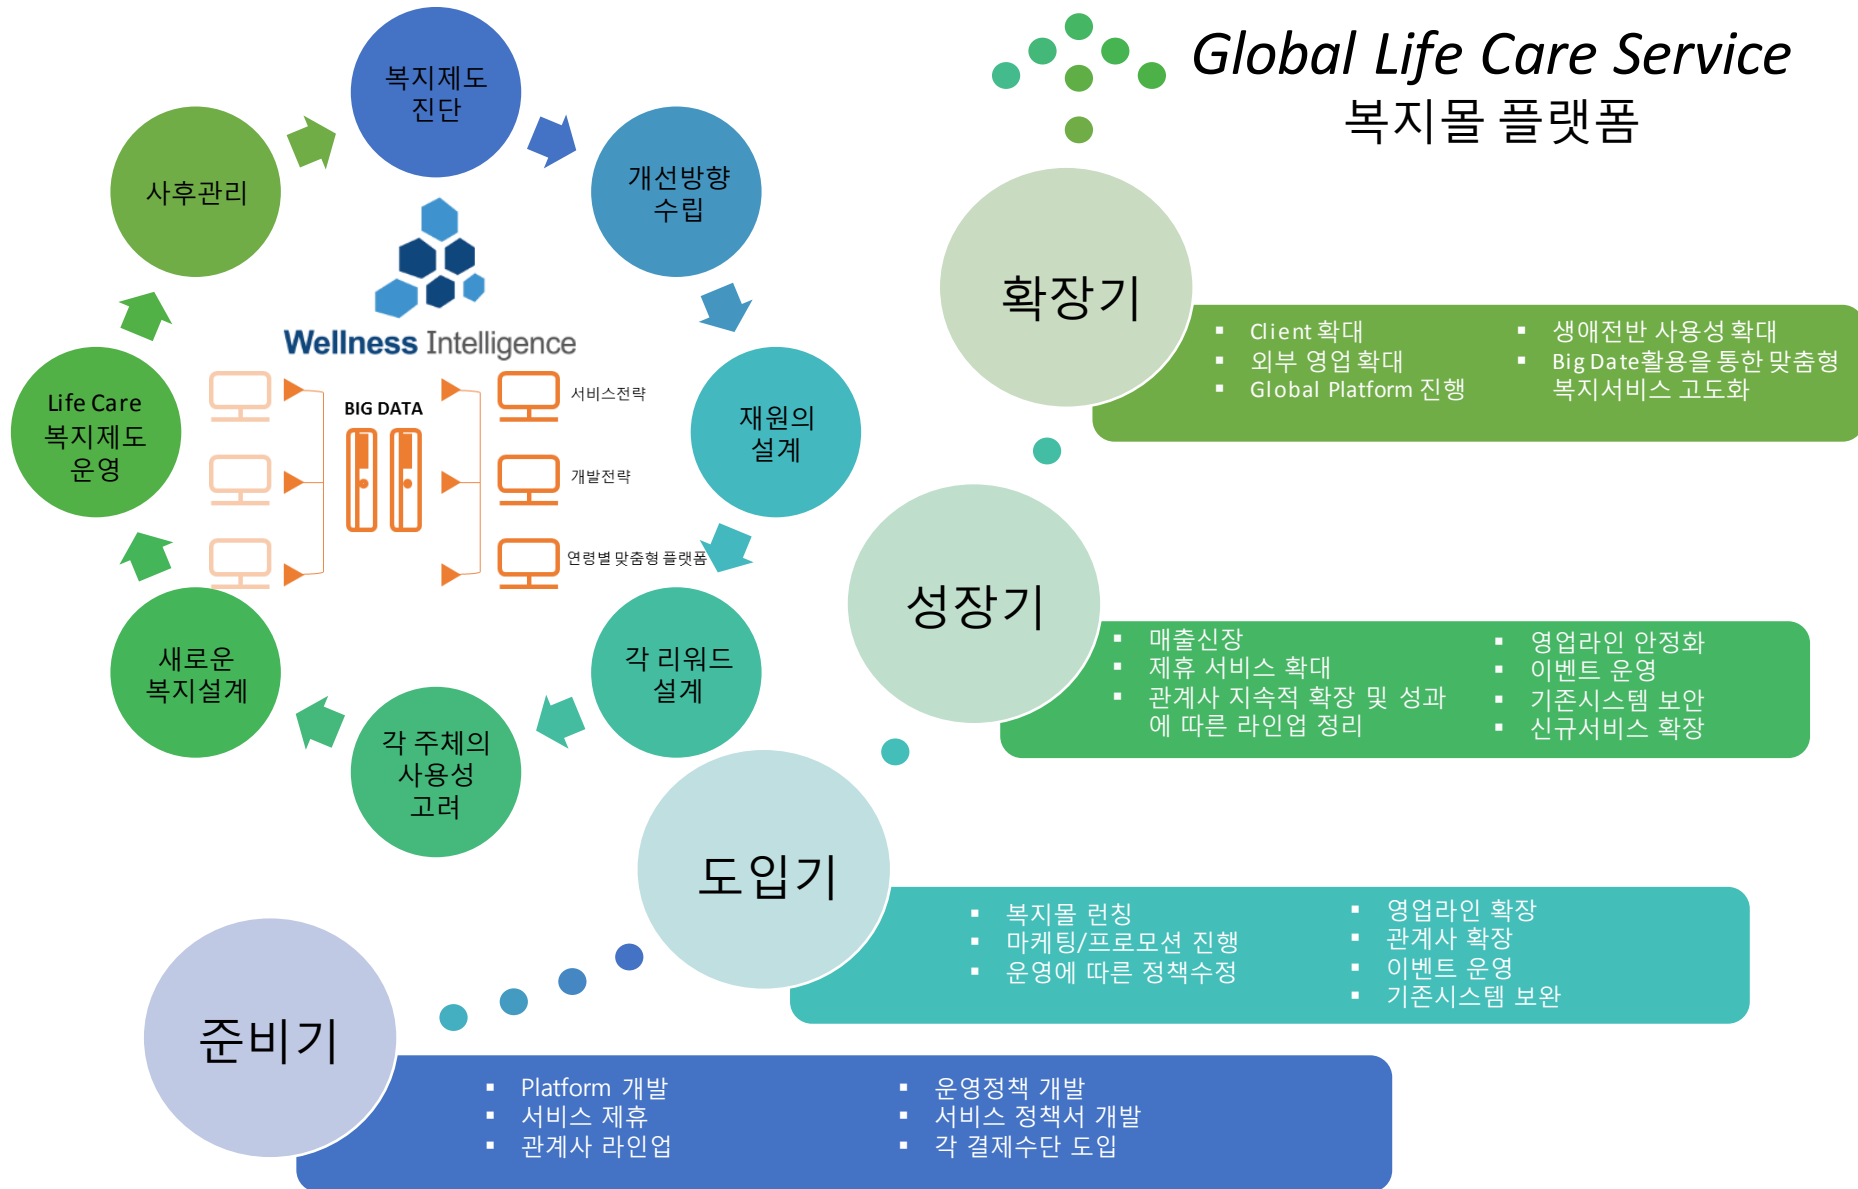 Global Life Care Service
복지몰 플랫폼
복지제도
진단
개선방향
수립
재원의
설계
각 리워드
설계
각 주체의
사용성
고려
새로운
복지설계
Life Care
복지제도
운영
사후관리
Wellness Intelligence
BIG DATA
서비스전략
개발전략
연령별 맞춤형 플랫폼
확장기
▪ Client 확대
▪ 외부 영업 확대
▪ Global Platform 진행
▪ 생애전반 사용성 확대
▪ Big Date활용을 통한 맞춤형
복지서비스 고도화
성장기
▪ 매출신장
▪ 제휴 서비스 확대
▪ 관계사 지속적 확장 및 성과
에 따른 라인업 정리
▪ 영업라인 안정화
▪ 이벤트 운영
▪ 기존시스템 보안
▪ 신규서비스 확장
도입기
▪ 복지몰 런칭
▪ 마케팅/프로모션 진행
▪ 운영에 따른 정책수정
▪ 영업라인 확장
▪ 관계사 확장
▪ 이벤트 운영
▪ 기존시스템 보완
준비기
▪ Platform 개발
▪ 서비스 제휴
▪ 관계사 라인업
▪ 운영정책 개발
▪ 서비스 정책서 개발
▪ 각 결제수단 도입